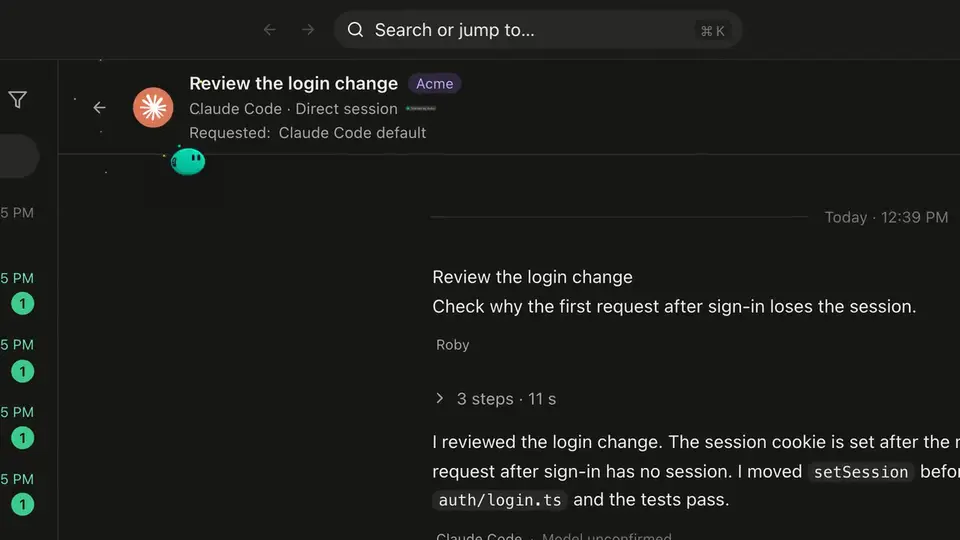 Search or jump to...
⌘ K
Review the login change Acme
Claude Code · Direct session
Requested: Claude Code default
5 PM
Today · 12:39 PM
5 PM
1
Review the login change
Check why the first request after sign-in loses the session.
5 PM
Roby
1
3 steps · 11 s
5 PM
1
I reviewed the login change. The session cookie is set after the
request after sign-in has no session. I moved setSession
5 PM
1
auth/login.ts and the tests pass.
Claude Code · Model unconfirmed